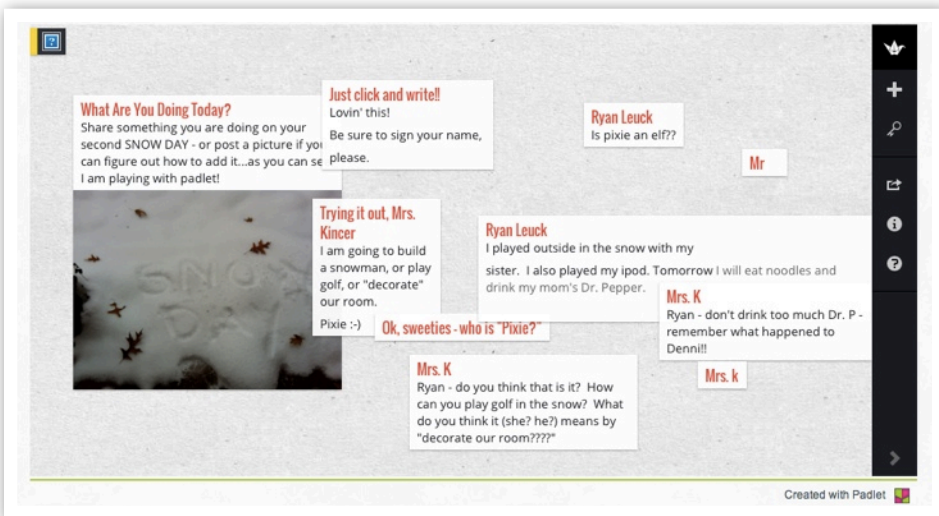 What Are You Doing Today?
Share something you are doing on your
second SNOW DAY - or post a picture if you
can figure out how to add it...as you can se
I am playing with padlet!
SNOW
DAY
Just click and write!!
Lovin' this!
Be sure to sign your name,
please.
Ryan Leuck
Is pixie an elf??
Mr
Trying it out, Mrs.
Kincer
I am going to build
a snowman, or play
golf, or "decorate"
our room.
Pixie :-)
Ok, sweeties - who is "Pixie?"
Ryan Leuck
I played outside in the snow with my
sister. I also played my ipod. Tomorrow I will eat noodles and
drink my mom's Dr. Pepper.
Mrs. K
Ryan - don't drink too much Dr. P -
remember what happened to
Denni!!
Mrs. k
Mrs. K
Ryan - do you think that is it? How
can you play golf in the snow? What
do you think it (she? he?) means by
"decorate our room????"
Created with Padlet